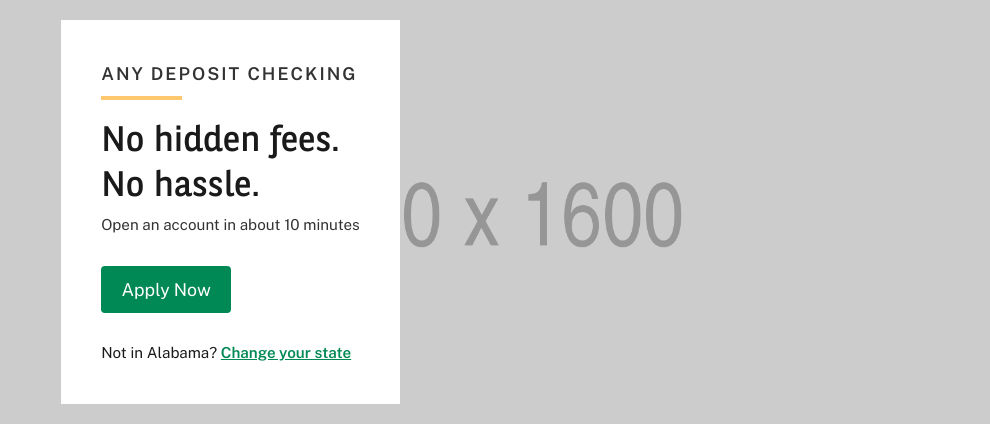 ANY DEPOSIT CHECKING
No hidden fees.
No hassle.
Open an account in about 10 minutes
Apply Now
Not in Alabama? Change your state
0 x 1600